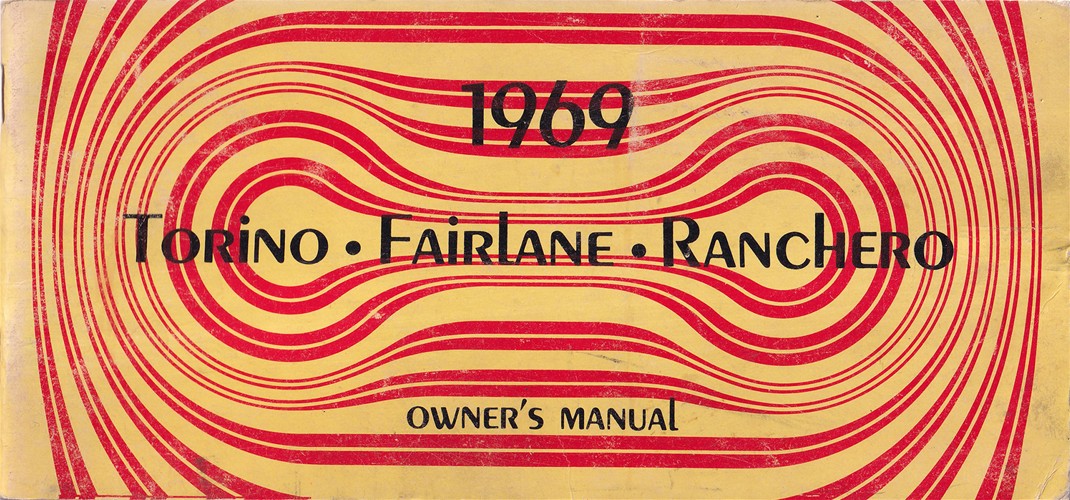 1969
Torino • Fairlane • Ranchero
Owner's Manual